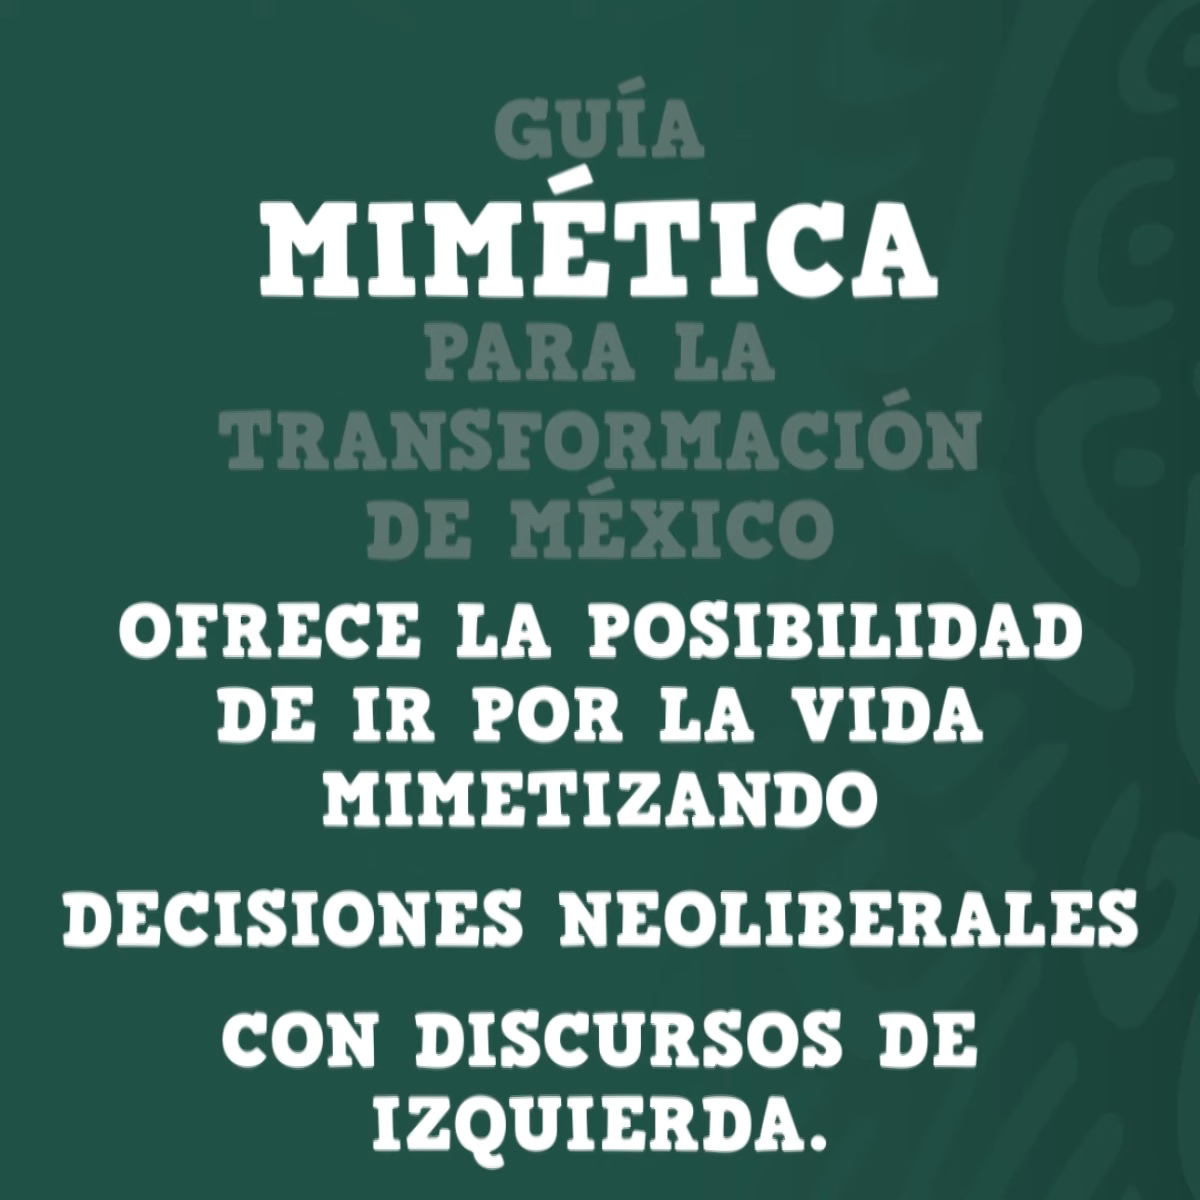 GUÍA
MIMÉTICA
PARA LA
TRANSFORMACIÓN
DE MÉXICO
OFRECE LA POSIBILIDAD
DE IR POR LA VIDA
MIMETIZANDO
DECISIONES NEOLIBERALES
CON DISCURSOS DE
IZQUIERDA.